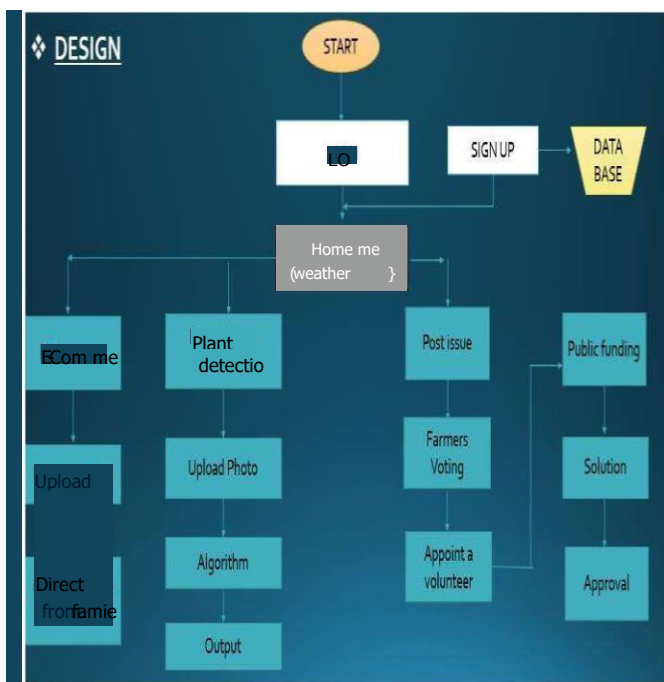 ❖ DESIGN
START
LO
SIGN UP
DATA
BASE
Home me
(weather }
ECom me
Plant
detectio
Post issue
Public funding
Upload
Upload Photo
Farmers
Voting
Solution
Direct
famie
Algorithm
Appoint a
volunteer
Approval
Output